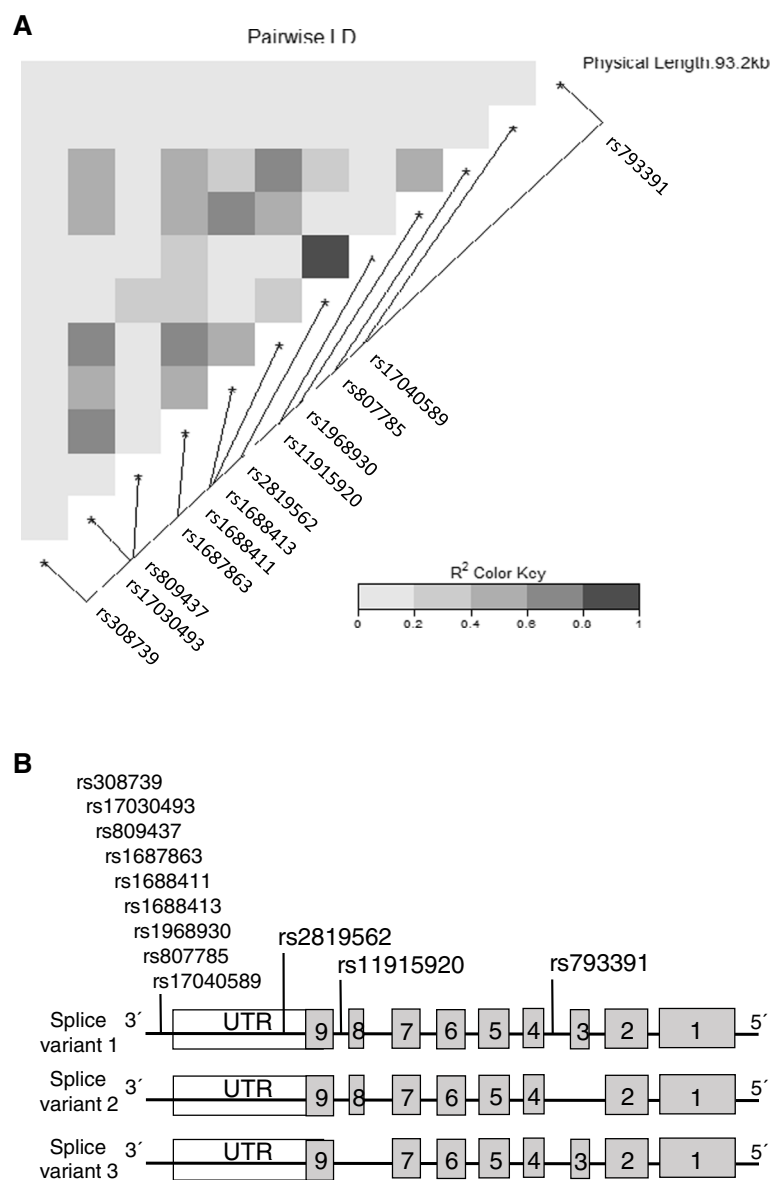 A
Pairwise LD
Physical Length:93.2kb
rs793391
rs17040589
rs807785
rs1968930
rs11915920
rs2819562
rs1688413
rs1688411
rs1687863
rs809437
rs17030493
rs308739
R² Color Key
0 0.2 0.4 0.6 0.8 1
B
rs308739
rs17030493
rs809437
rs1687863
rs1688411
rs1688413
rs1968930
rs807785
rs17040589
rs2819562
rs11915920
rs793391
Splice variant 1 3´ UTR 9 8 7 6 5 4 3 2 1 5´
Splice variant 2 3´ UTR 9 8 7 6 5 4 2 1 5´
Splice variant 3 3´ UTR 9 7 6 5 4 3 2 1 5´